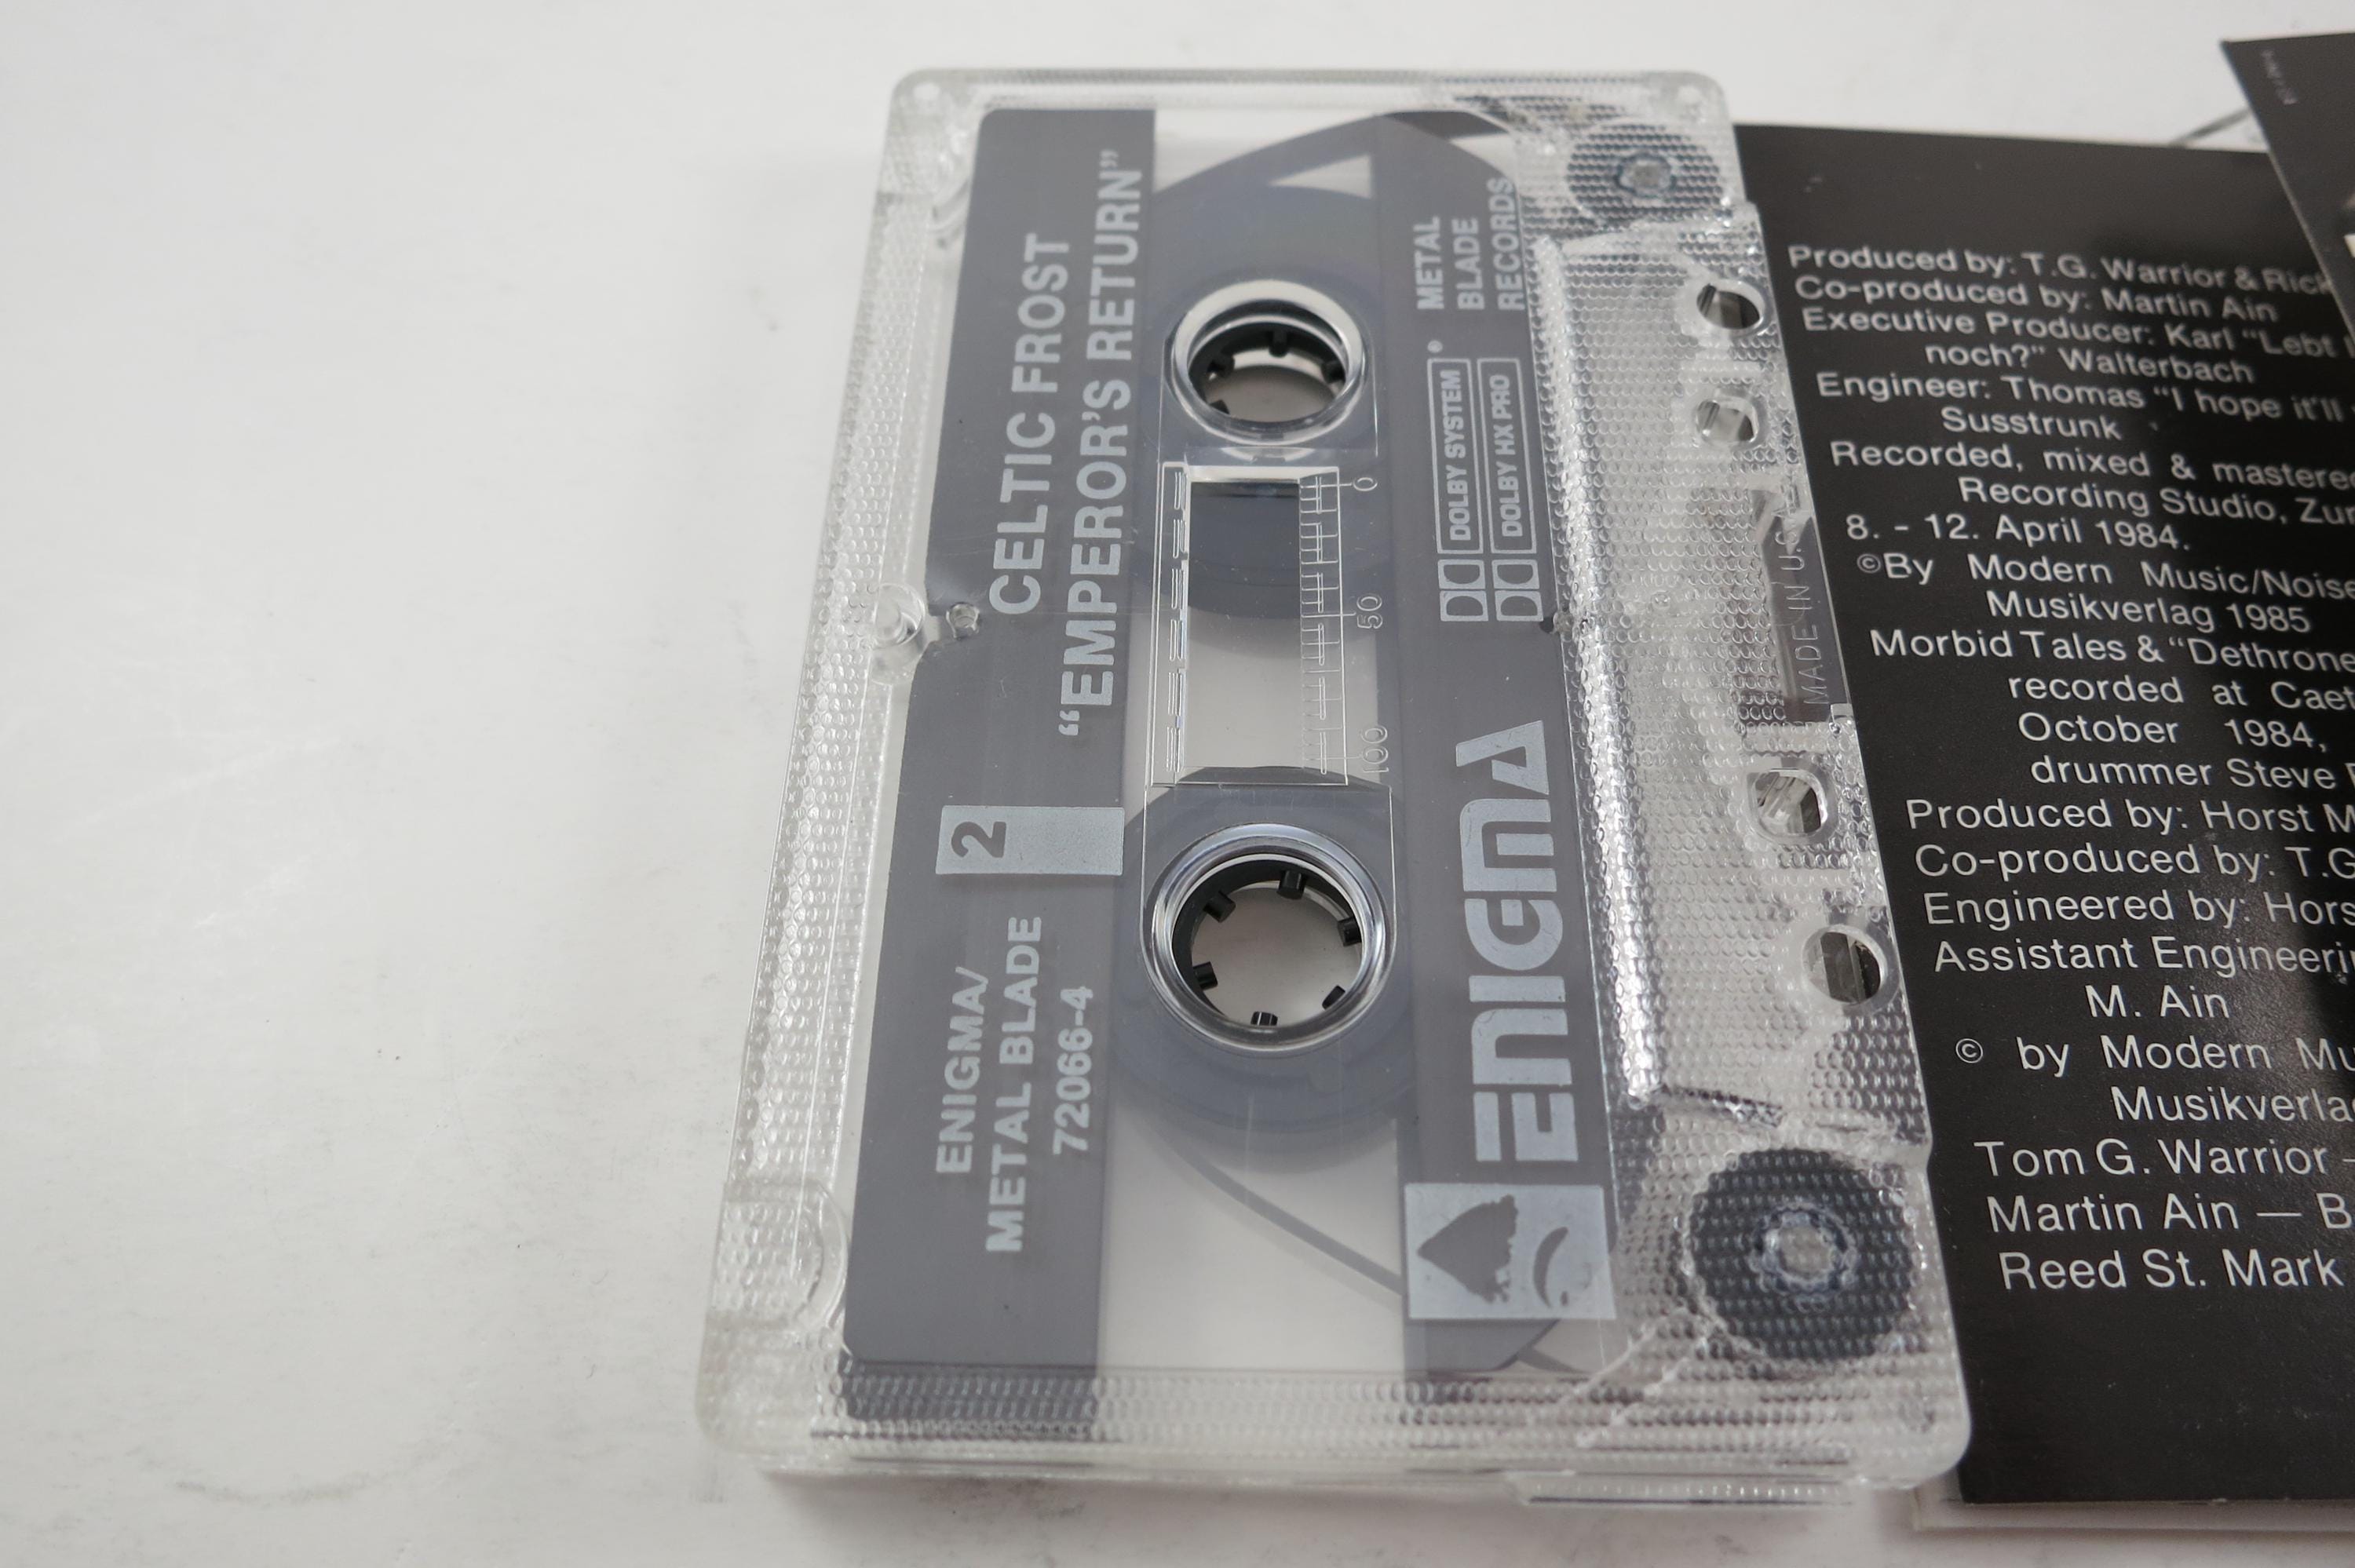 CELTIC FROST
“EMPEROR’S RETURN”
2
ENIGMA/
METAL BLADE
72066-4
METAL
BLADE
RECORDS
DOLBY SYSTEM ®
DOLBY HX PRO
ENIGMA
0
50
100
MADE IN U.S.
Produced by: T.G. Warrior & Rick
Co-produced by: Martin Ain
Executive Producer: Karl “Lebt
noch?” Walterbach
Engineer: Thomas “I hope it'll
Susstrunk
Recorded, mixed & mastered
Recording Studio,
8. - 12. April 1984.
©By Modern Music/Noise
Musikverlag 1985
Morbid Tales & “Dethrone
recorded at
October 1984,
drummer Steve
Produced by: Horst
Co-produced by: T.G
Engineered by: Hors
Assistant Engineerin
M. Ain
© by Modern Mu
Musikverlag
Tom G. Warrior –
Martin Ain — B
Reed St. Mark